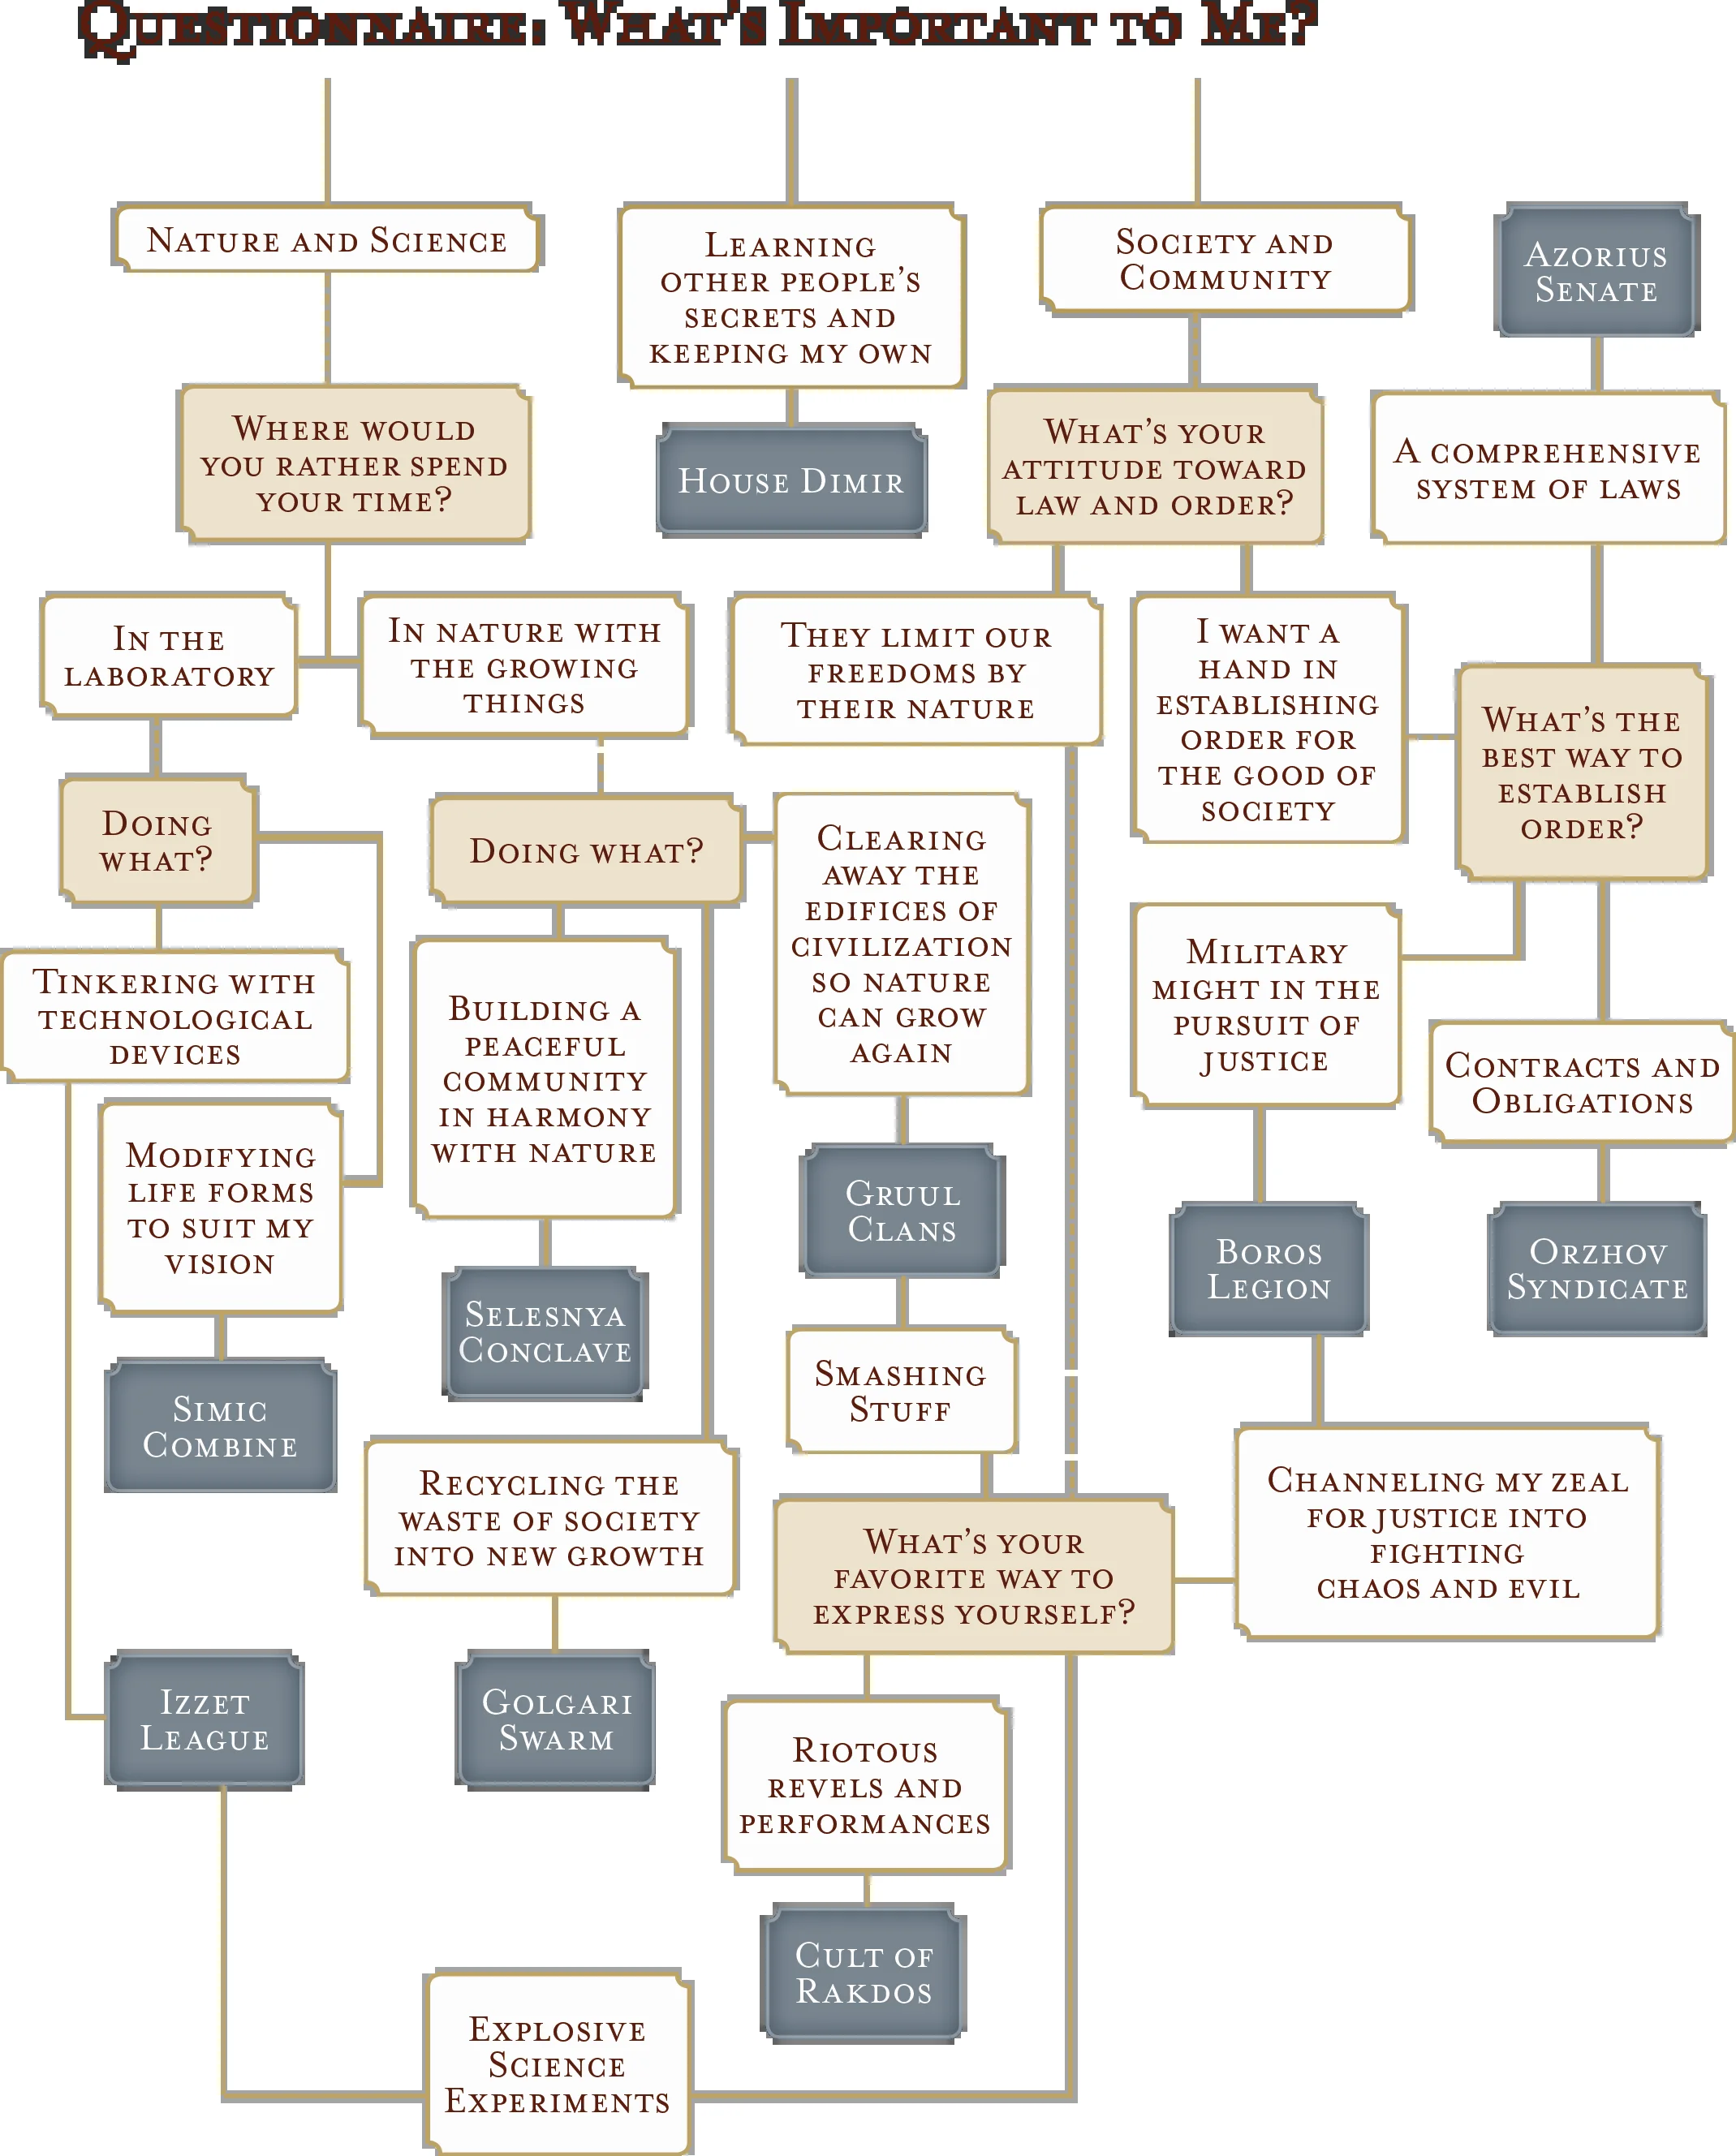 Questionnaire: What's Important to Me?
Nature and Science
Learning
other people's
secrets and
keeping my own
Society and
Community
Azorius
Senate
Where would
you rather spend
your time?
House Dimir
What's your
attitude toward
law and order?
A comprehensive
system of laws
In the
laboratory
In nature with
the growing
things
They limit our
freedoms by
their nature
I want a
hand in
establishing
order for
the good of
society
What's the
best way to
establish
order?
Doing
what?
Doing what?
Clearing
away the
edifices of
civilization
so nature
can grow
again
Military
might in the
pursuit of
justice
Tinkering with
technological
devices
Building a
peaceful
community
in harmony
with nature
Contracts and
Obligations
Modifying
life forms
to suit my
vision
Gruul
Clans
Boros
Legion
Orzhov
Syndicate
Selesnya
Conclave
Simic
Combine
Smashing
Stuff
Recycling the
waste of society
into new growth
What's your
favorite way to
express yourself?
Channeling my zeal
for justice into
fighting
chaos and evil
Izzet
League
Golgari
Swarm
Riotous
revels and
performances
Cult of
Rakdos
Explosive
Science
Experiments